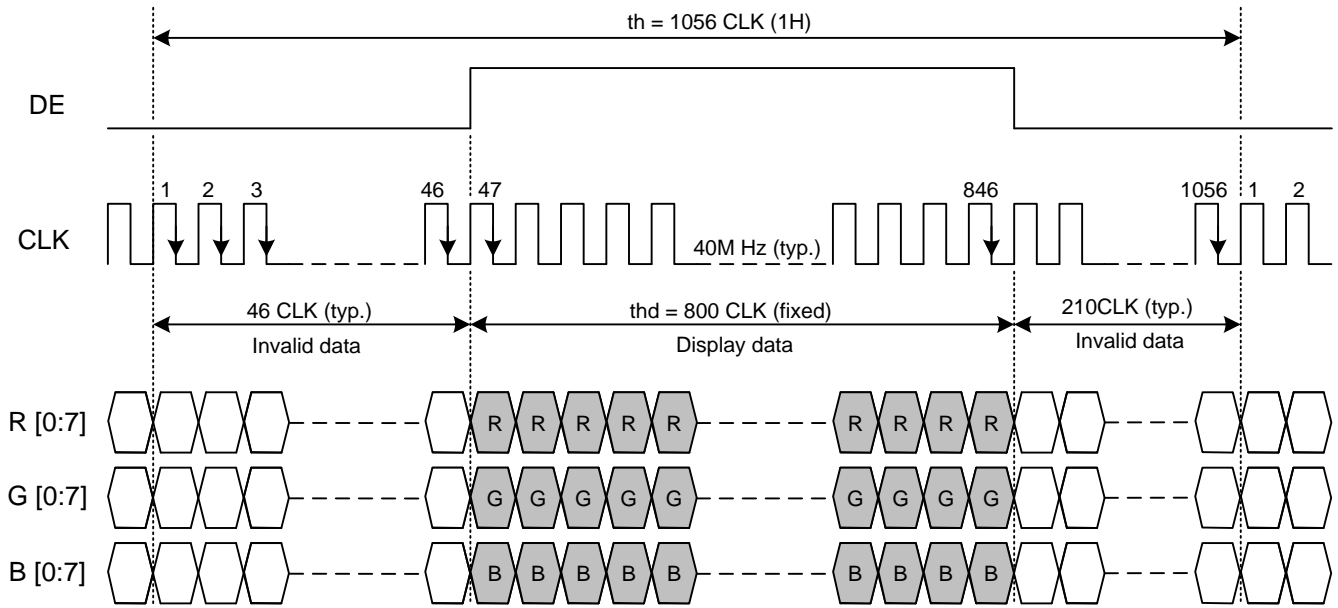 th = 1056 CLK (1H)
DE
1 2 3 46 47 846 1056 1 2
CLK
40M Hz (typ.)
46 CLK (typ.) thd = 800 CLK (fixed) 210CLK (typ.)
Invalid data Display data Invalid data
R [0:7] R R R R R R R R R
G [0:7] G G G G G G G G G
B [0:7] B B B B B B B B B